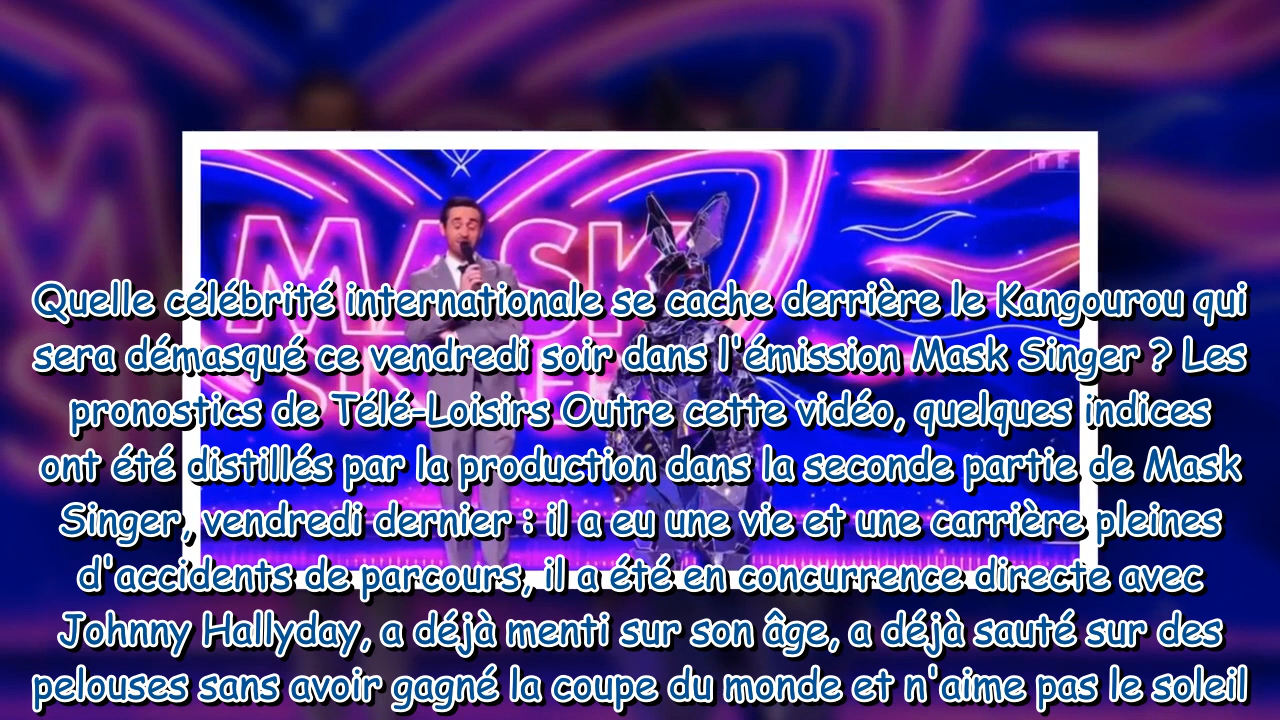 TF1
MASK
Quelle célébrité internationale se cache derrière le Kangourou qui
sera démasqué ce vendredi soir dans l'émission Mask Singer ? Les
pronostics de Télé-Loisirs Outre cette vidéo, quelques indices
ont été distillés par la production dans la seconde partie de Mask
Singer, vendredi dernier : il a eu une vie et une carrière pleines
d'accidents de parcours, il a été en concurrence directe avec
Johnny Hallyday, a déjà menti sur son âge, a déjà sauté sur des
pelouses sans avoir gagné la coupe du monde et n'aime pas le soleil